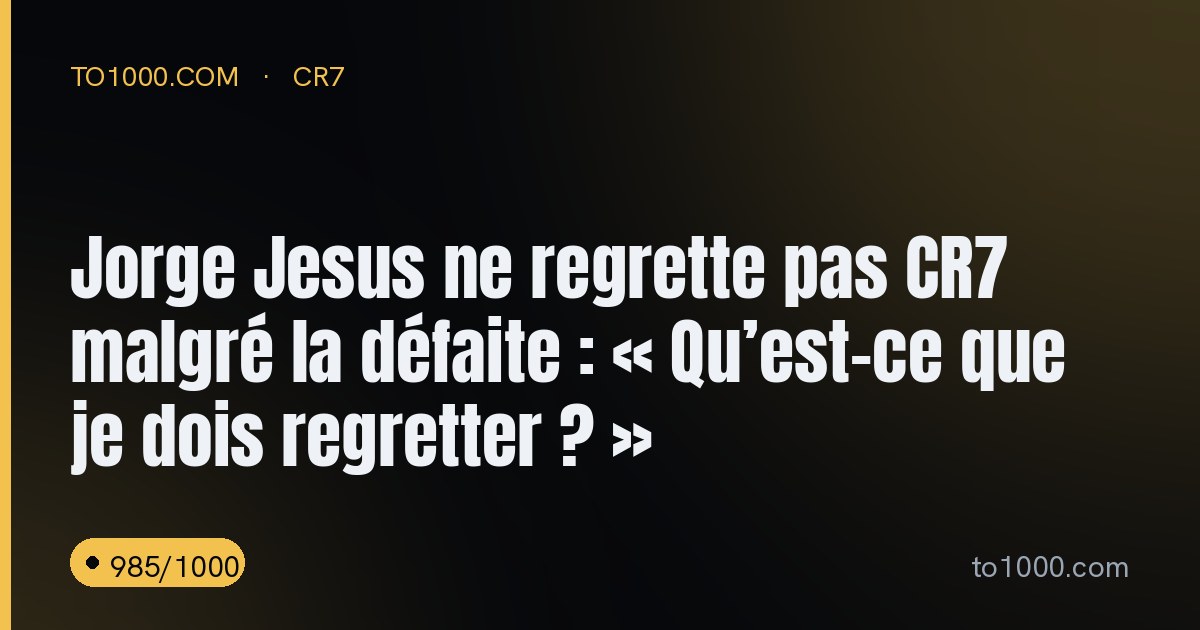 TO1000.COM · CR7
Jorge Jesus ne regrette pas CR7
malgré la défaite : « Qu’est-ce que
je dois regretter ? »
985/1000
to1000.com